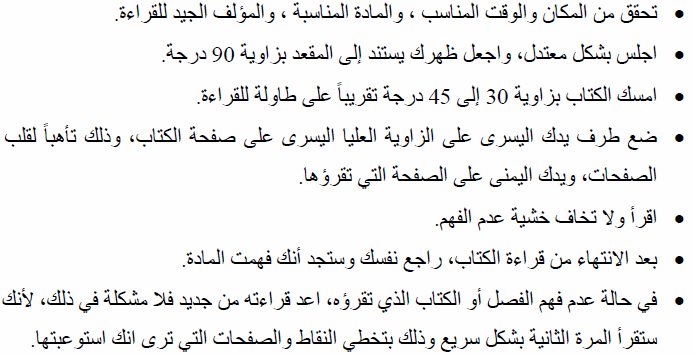 • تحقق من المكان والوقت المناسب ، والمادة المناسبة ، والمؤلف الجيد للقراءة.
• اجلس بشكل معتدل، واجعل ظهرك يستند إلى المقعد بزاوية 90 درجة.
• امسك الكتاب بزاوية 30 إلى 45 درجة تقريباً على طاولة للقراءة.
• ضع طرف يدك اليسرى على الزاوية العليا اليسرى على صفحة الكتاب، وذلك تأهباً لقلب
الصفحات، ويدك اليمنى على الصفحة التي تقرؤها.
• اقرأ ولا تخاف خشية عدم الفهم.
• بعد الانتهاء من قراءة الكتاب، راجع نفسك وستجد أنك فهمت المادة.
• في حالة عدم فهم الفصل أو الكتاب الذي تقرؤه، اعد قراءته من جديد فلا مشكلة في ذلك، لأنك
ستقرأ المرة الثانية بشكل سريع وذلك بتخطي النقاط والصفحات التي ترى انك استوعبتها.